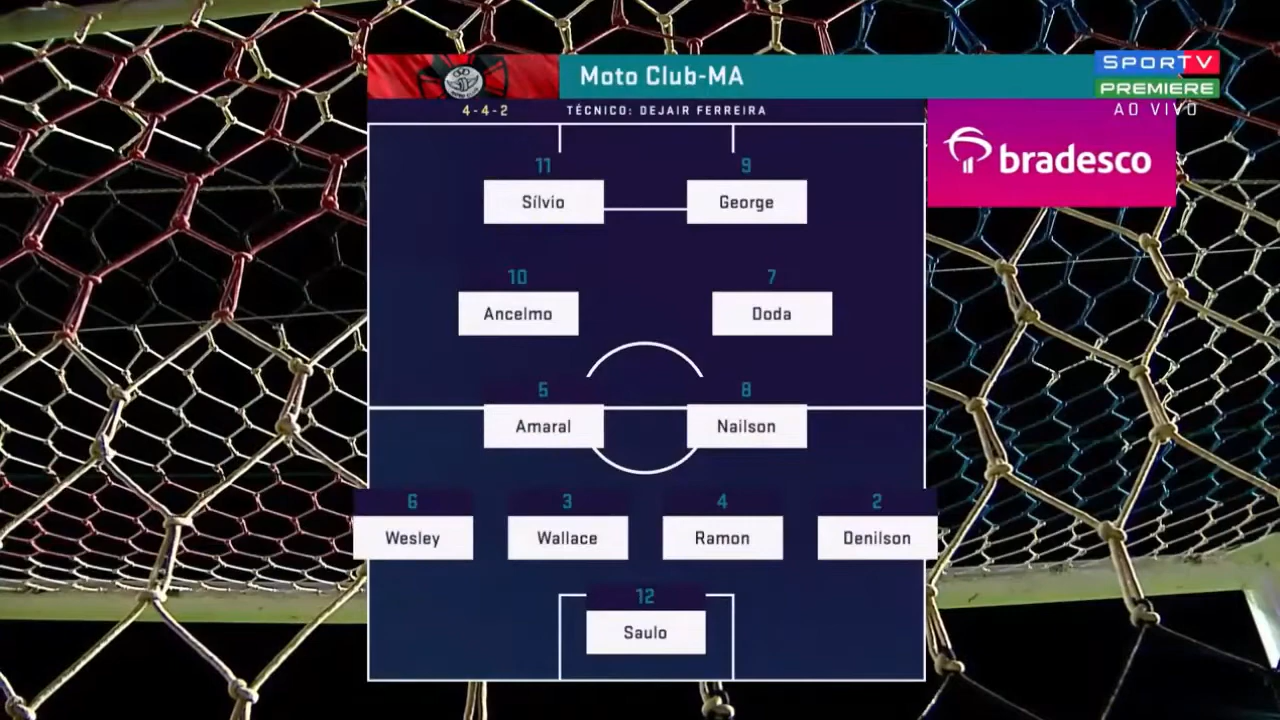 Moto Club-MA
SPORTV
PREMIERE
AO VIVO
4-4-2
TÉCNICO: DEJAIR FERREIRA
bradesco
11
9
Sílvio
George
10
7
Ancelmo
Doda
5
8
Amaral
Nailson
6
3
4
2
Wesley
Wallace
Ramon
Denilson
12
Saulo